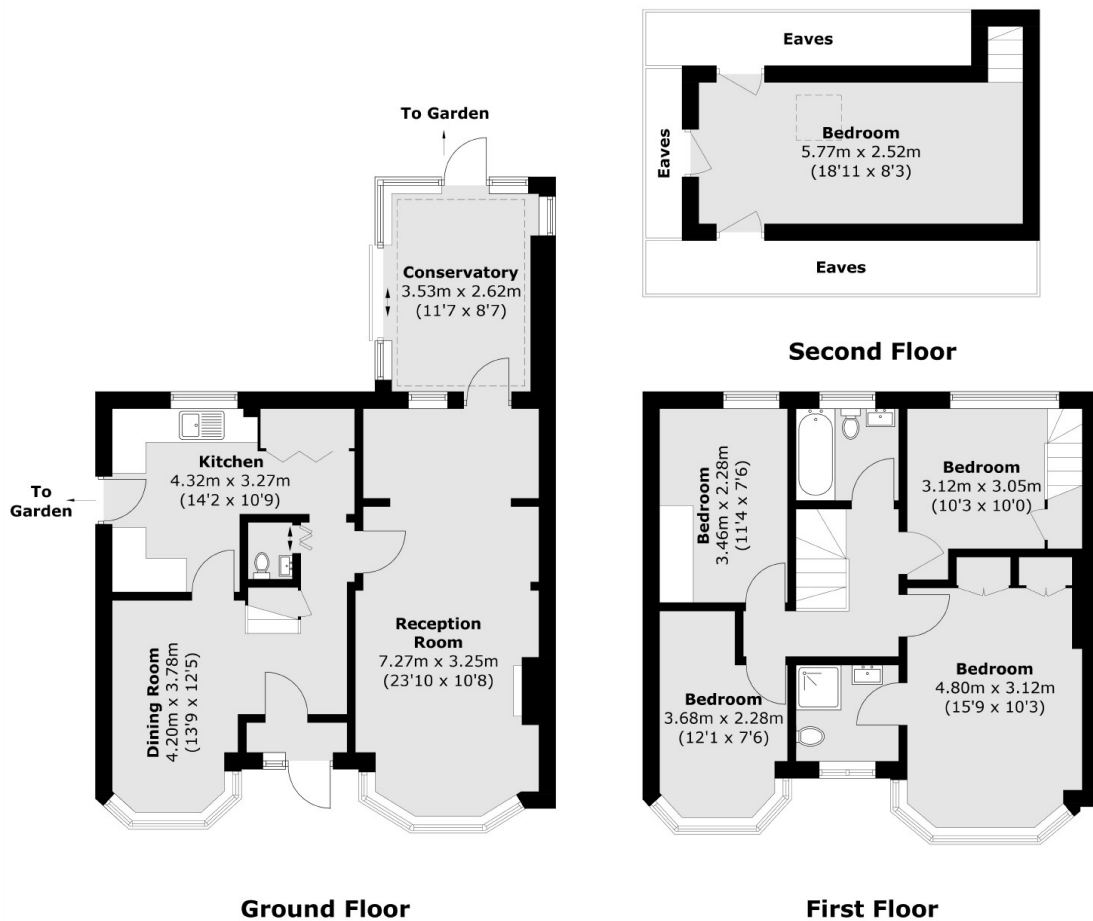 To Garden
Conservatory
3.53m x 2.62m
(11'7 x 8'7)
Kitchen
4.32m x 3.27m
(14'2 x 10'9)
To
Garden
Dining Room
4.20m x 3.78m
(13'9 x 12'5)
Reception
Room
7.27m x 3.25m
(23'10 x 10'8)
Ground Floor
Eaves
Eaves
Bedroom
5.77m x 2.52m
(18'11 x 8'3)
Eaves
Second Floor
Bedroom
3.46m x 2.28m
(11'4 x 7'6)
Bedroom
3.12m x 3.05m
(10'3 x 10'0)
Bedroom
3.68m x 2.28m
(12'1 x 7'6)
Bedroom
4.80m x 3.12m
(15'9 x 10'3)
First Floor